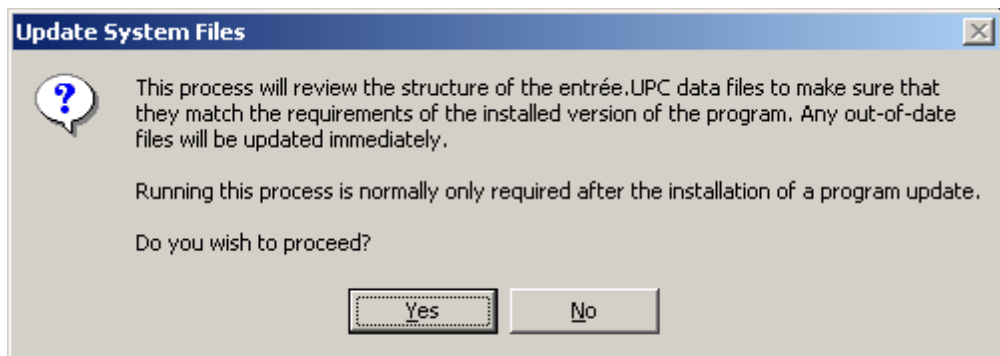 Update System Files
This process will review the structure of the entrée.UPC data files to make sure that
they match the requirements of the installed version of the program. Any out-of-date
files will be updated immediately.
Running this process is normally only required after the installation of a program update.
Do you wish to proceed?
Yes No